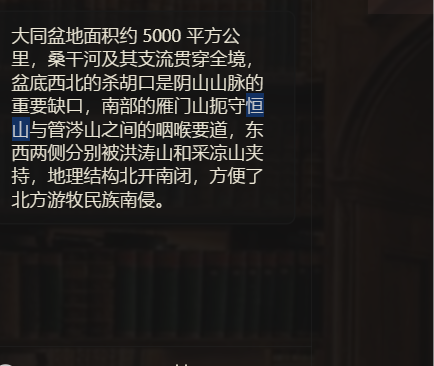 大同盆地面积约 5000 平方公
里，桑干河及其支流贯穿全境，
盆底西北的杀胡口是阴山山脉的
重要缺口，南部的雁门山扼守恒
山与管涔山之间的咽喉要道，东
西两侧分别被洪涛山和采凉山夹
持，地理结构北开南闭，方便了
北方游牧民族南侵。